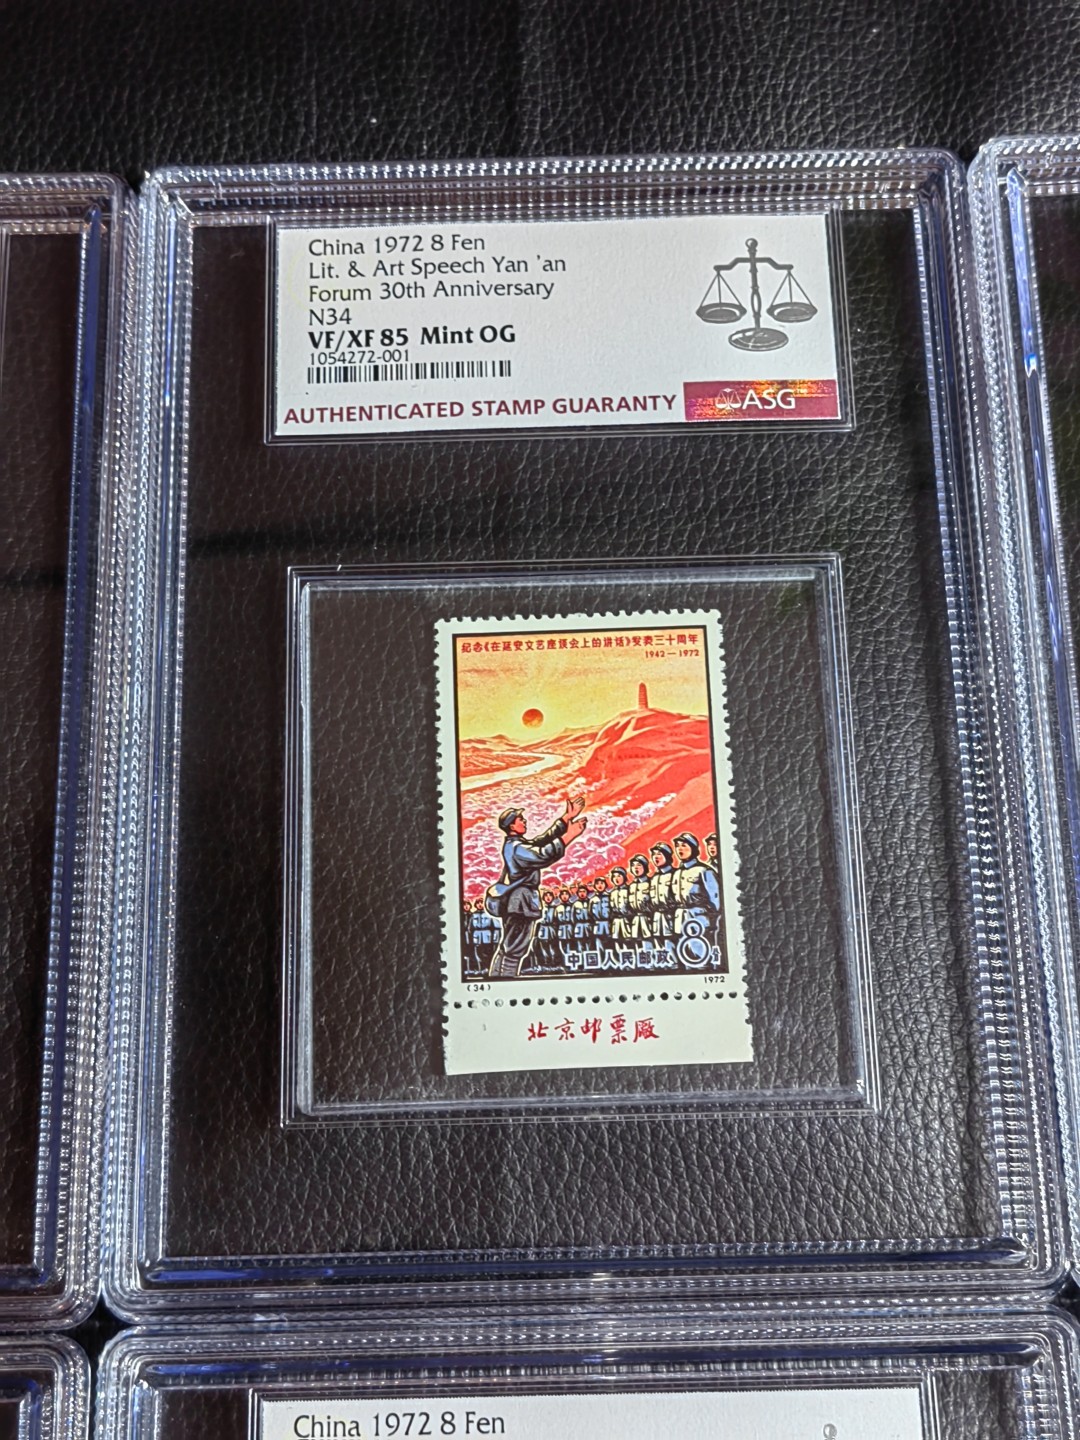 China 1972 8 Fen
Lit. & Art Speech Yan 'an
Forum 30th Anniversary
N34
VF/XF 85 Mint OG
1054272-001
AUTHENTICATED STAMP GUARANTY
ASG
纪念《在延安文艺座谈会上的讲话》发表三十周年
1942—1972
中国人民邮政 8分
(34)
1972
北京邮票厰
China 1972 8 Fen